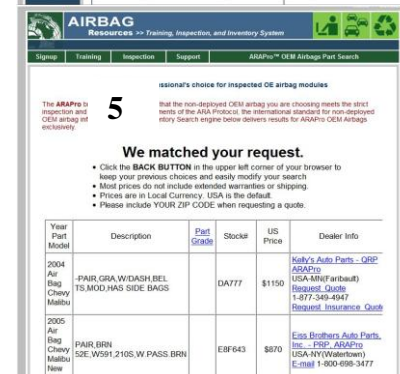 AIRBAG
Resources >> Training, Inspection, and Inventory System
Signup Training Inspection Support ARAPro™ OEM Airbags Part Search
ssional's choice for inspected OE airbag modules
The ARAPro b that the non-deployed OEM airbag you are choosing meets the strict
inspection and ments of the ARA Protocol, the international standard for non-deployed
OEM airbag inf ntory Search engine below delivers results for ARAPro OEM Airbags
exclusively.
5
We matched your request.
• Click the BACK BUTTON in the upper left corner of your browser to
keep your previous choices and easily modify your search
• Most prices do not include extended warranties or shipping.
• Prices are in Local Currency. USA is the default.
• Please include YOUR ZIP CODE when requesting a quote.
Year
Part
Model
Description
Part
Grade
Stock#
US
Price
Dealer Info
2004
Air
Bag
Chevy
Malibu
-PAIR,GRA,W/DASH,BEL
TS,MOD,HAS SIDE BAGS
DA777
$1150
Kelly's Auto Parts - QRP
ARAPro
USA-MN(Faribault)
Request Quote
1-877-349-4947
Request Insurance Quote
2005
Air
Bag
Chevy
Malibu
New
PAIR,BRN
52E,W591,210S,W.PASS.BRN
E8F643
$870
Eiss Brothers Auto Parts,
Inc. - PRP, ARAPro
USA-NY(Watertown)
E-mail 1-800-698-3477